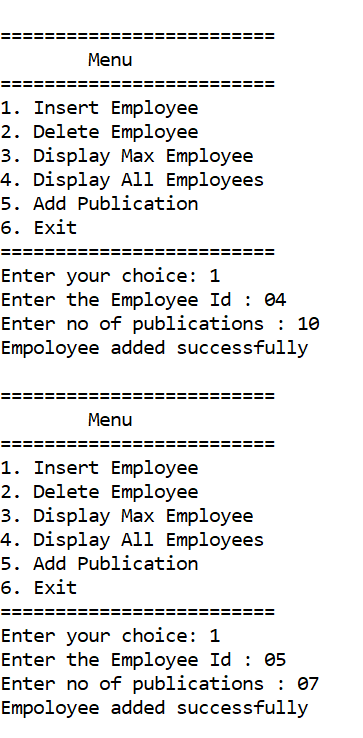 =========================
Menu
=========================
1. Insert Employee
2. Delete Employee
3. Display Max Employee
4. Display All Employees
5. Add Publication
6. Exit
=========================
Enter your choice: 1
Enter the Employee Id : 04
Enter no of publications : 10
Empoloyee added successfully
=========================
Menu
=========================
1. Insert Employee
2. Delete Employee
3. Display Max Employee
4. Display All Employees
5. Add Publication
6. Exit
=========================
Enter your choice: 1
Enter the Employee Id : 05
Enter no of publications : 07
Empoloyee added successfully